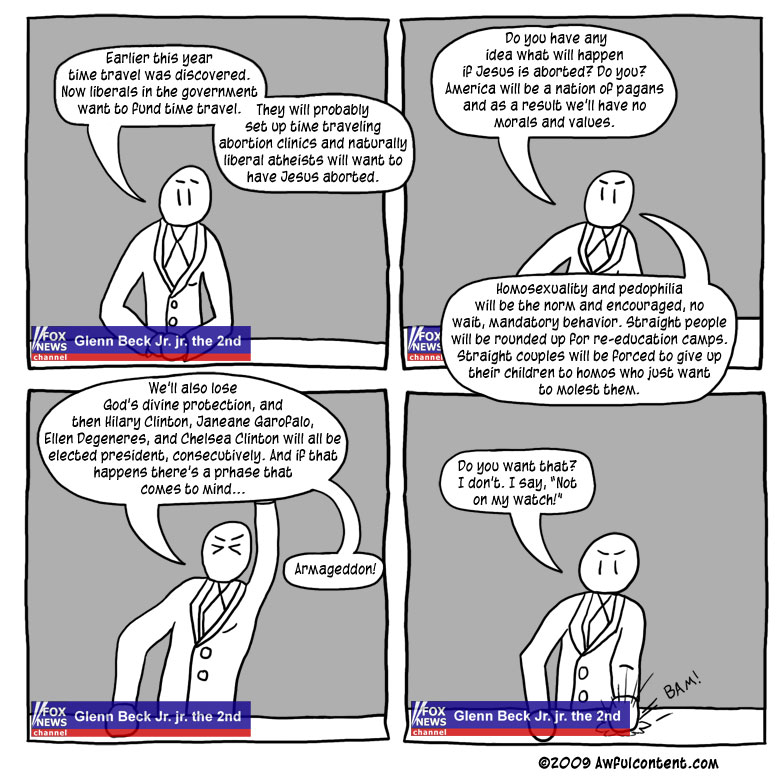 Earlier this year
time travel was discovered.
Now liberals in the government
want to fund time travel.
They will probably
set up time traveling
abortion clinics and naturally
liberal atheists will want to
have Jesus aborted.
FOX
NEWS
channel
Glenn Beck Jr. jr. the 2nd
Do you have any
idea what will happen
if Jesus is aborted? Do you?
America will be a nation of pagans
and as a result we'll have no
morals and values.
Homosexuality and pedophilia
will be the norm and encouraged, no
wait, mandatory behavior. Straight people
will be rounded up for re-education camps.
Straight couples will be forced to give up
their children to homos who just want
to molest them.
FOX
NEWS
channel
We'll also lose
God's divine protection, and
then Hilary Clinton, Janeane Garofalo,
Ellen Degeneres, and Chelsea Clinton will all be
elected president, consecutively. And if that
happens there's a prhase that
comes to mind...
Armageddon!
FOX
NEWS
channel
Glenn Beck Jr. jr. the 2nd
Do you want that?
I don't. I say, "Not
on my watch!"
BAM!
FOX
NEWS
channel
Glenn Beck Jr. jr. the 2nd
©2009 Awfulcontent.com